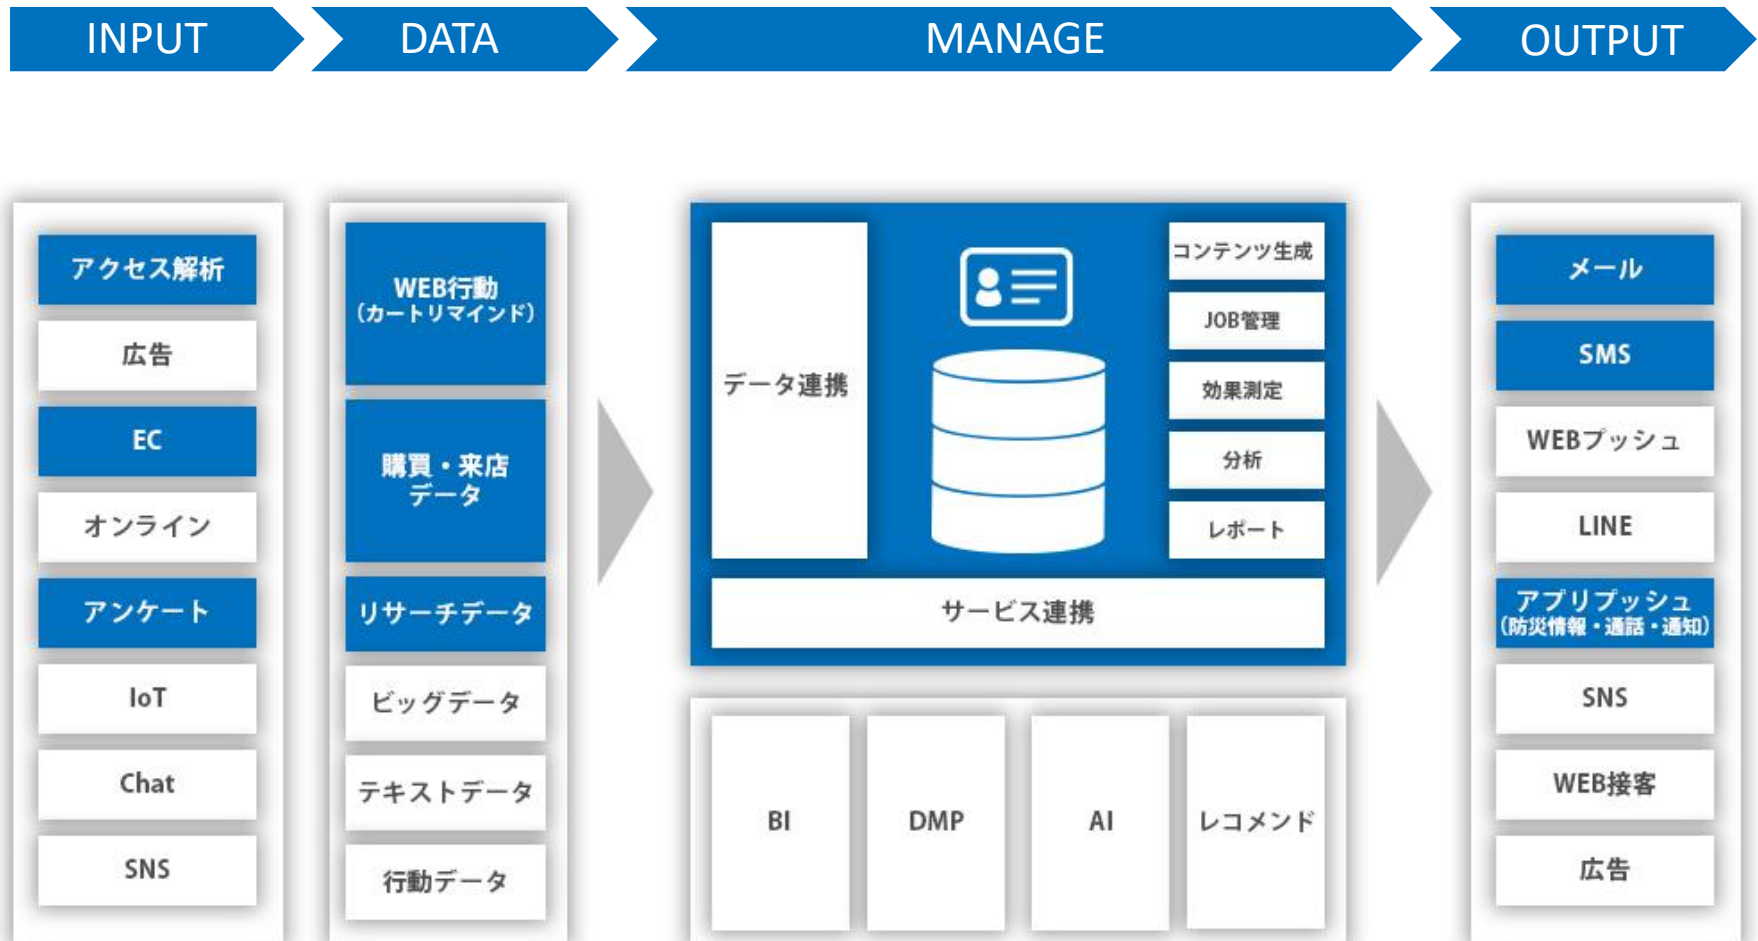 INPUT
DATA
MANAGE
OUTPUT
アクセス解析
広告
EC
オンライン
アンケート
IoT
Chat
SNS
WEB行動
（カートリマインド）
購買・来店
データ
リサーチデータ
ビッグデータ
テキストデータ
行動データ
データ連携
コンテンツ生成
JOB管理
効果測定
分析
レポート
サービス連携
BI
DMP
AI
レコメンド
メール
SMS
WEBプッシュ
LINE
アプリプッシュ
（防災情報・通話・通知）
SNS
WEB接客
広告